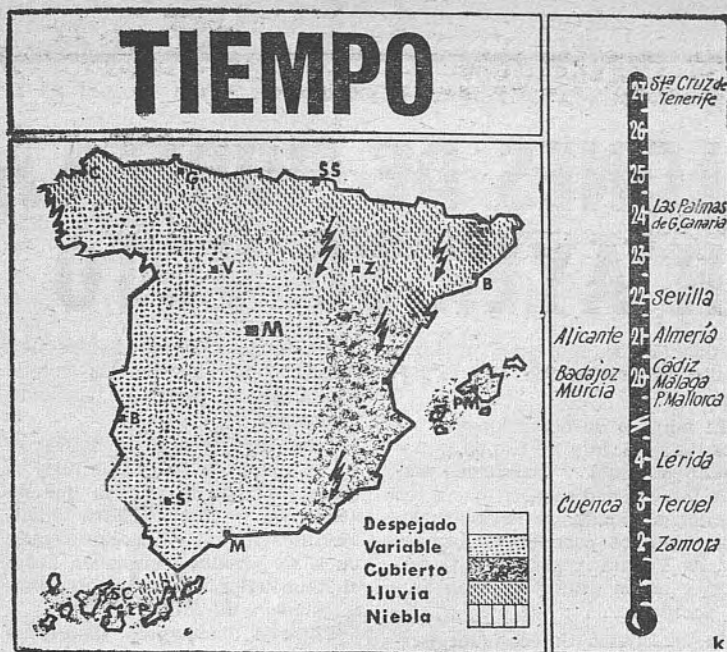 TIEMPO
C
G
SS
V
Z
B
M
PM
B
S
M
SC
LP
Despejado
Variable
Cubierto
Lluvia
Niebla
27 Sta Cruz de
Tenerife
26
25
24 Las Palmas
de G. Canaria
23
22 Sevilla
Alicante 21 Almería
Badajoz
Murcia
20 Cádiz
Málaga
P. Mallorca
4 Lérida
Cuenca 3 Teruel
2 Zamora
1
k